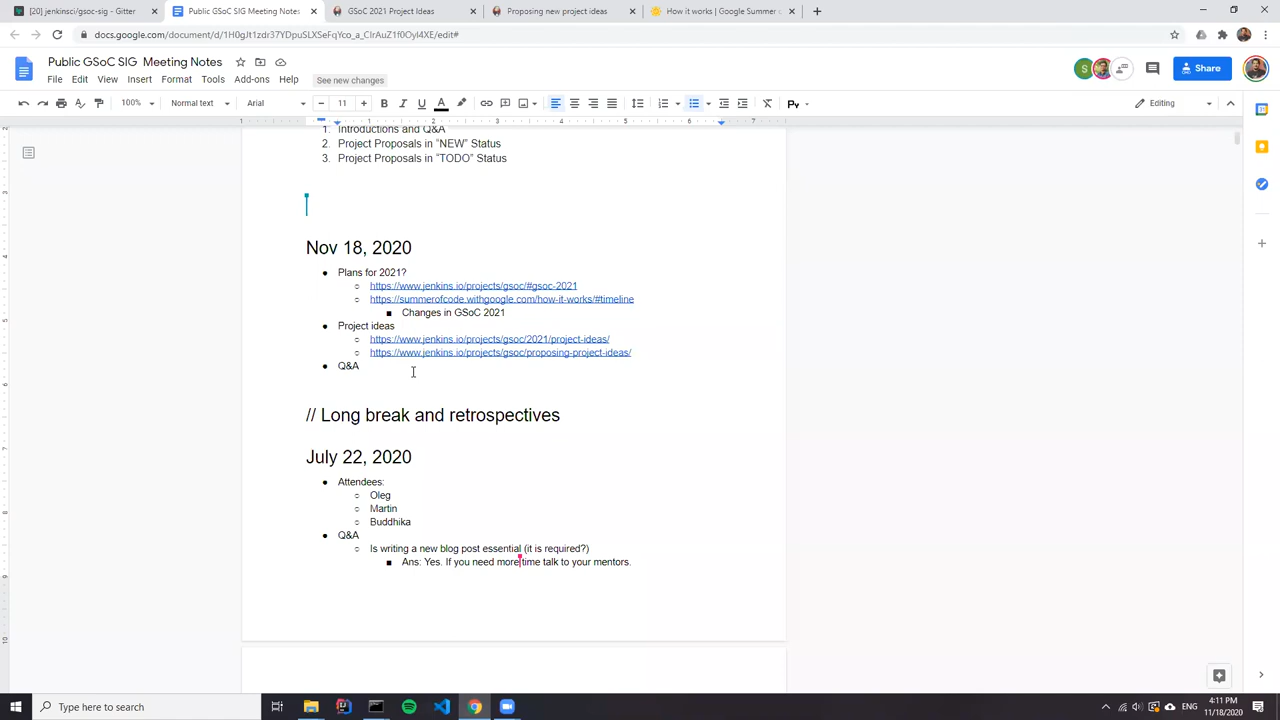 [20] jenkinsci/gsoc-sig - Gitter
Public GSoC SIG Meeting Notes
GSoC 2021 Project Ideas
Proposing new project ideas
How it works | Google Summer
docs.google.com/document/d/
Public GSoC SIG Meeting Notes
File Edit View Insert Format Tools Add-ons Help
See new changes
S
Share
100%
Normal text
Arial
11
Editing
1. Introductions and Q&A
2. Project Proposals in "NEW" Status
3. Project Proposals in "TODO" Status
Nov 18, 2020
Plans for 2021?
https://www.jenkins.io/projects/gsoc/#gsoc-2021
https://summerofcode.withgoogle.com/how-it-works/#timeline
Changes in GSoC 2021
Project ideas
https://www.jenkins.io/projects/gsoc/2021/project-ideas/
https://www.jenkins.io/projects/gsoc/proposing-project-ideas/
Q&A
// Long break and retrospectives
July 22, 2020
Attendees:
Oleg
Martin
Buddhika
Q&A
Is writing a new blog post essential (it is required?)
Ans: Yes. If you need more time talk to your mentors.
Type here to search
ENG
4:11 PM
11/18/2020